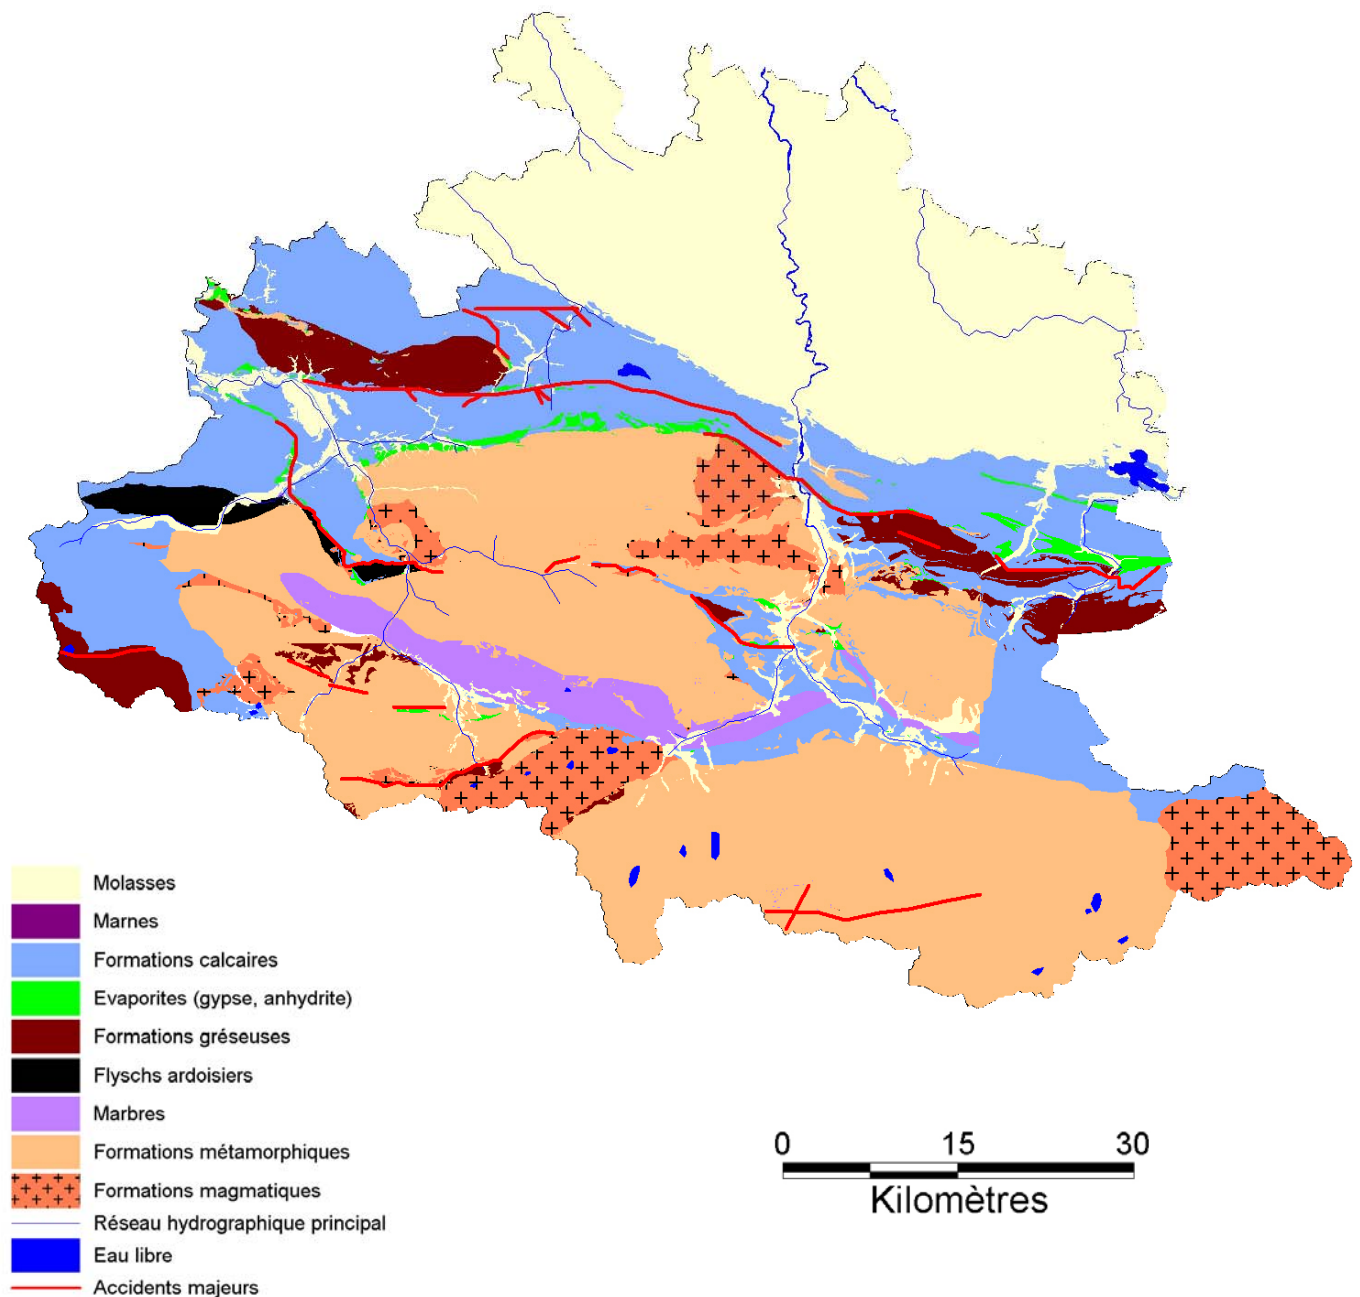 Molasses
Marnes
Formations calcaires
Evaporites (gypse, anhydrite)
Formations gréseuses
Flyschs ardoisiers
Marbres
Formations métamorphiques
Formations magmatiques
Réseau hydrographique principal
Eau libre
Accidents majeurs
0 15 30
Kilomètres